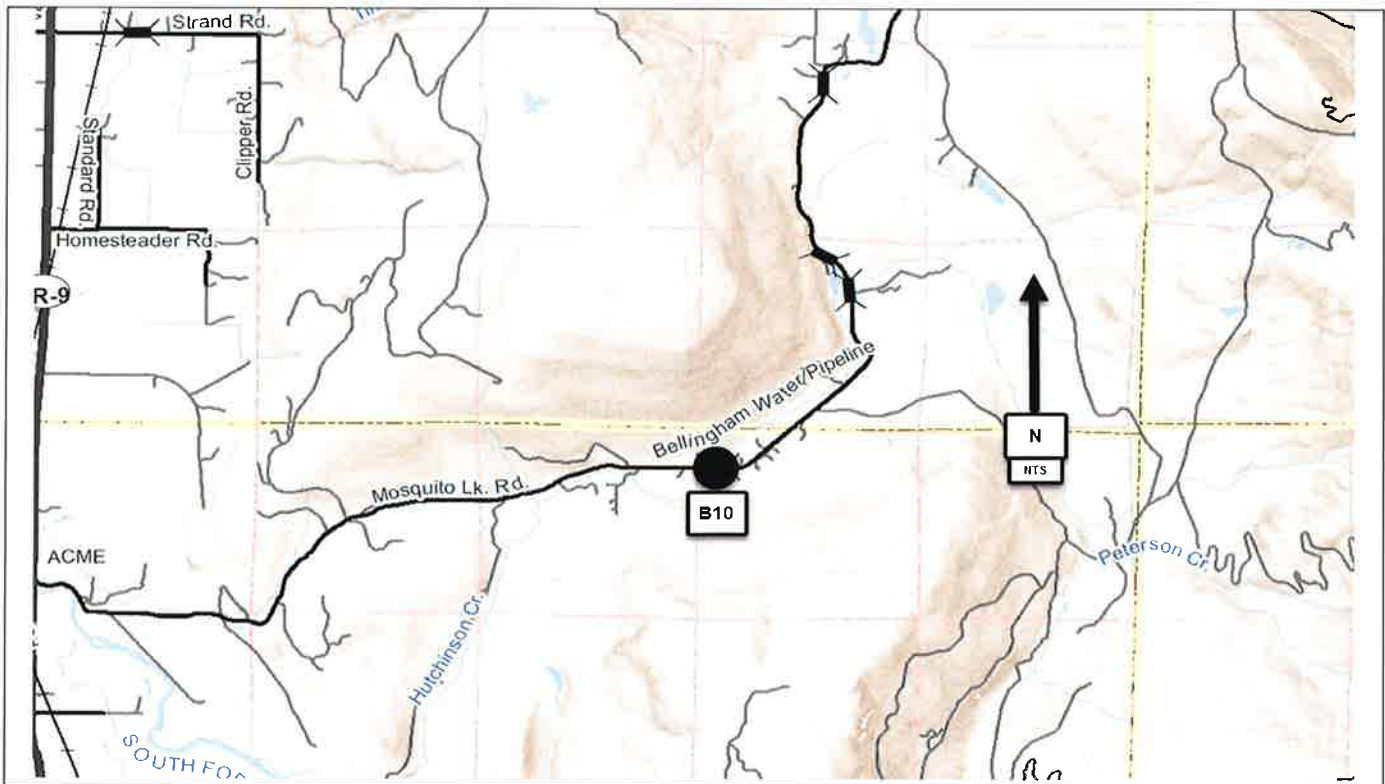 Strand Rd.
Clipper Rd.
Standard Rd.
Homesteader Rd.
R-9
Bellingham Water/Pipeline
N
NTS
Mosquito Lk. Rd.
B10
ACME
Peterson Cr.
Hutchinson Cr.
SOUTH FOR